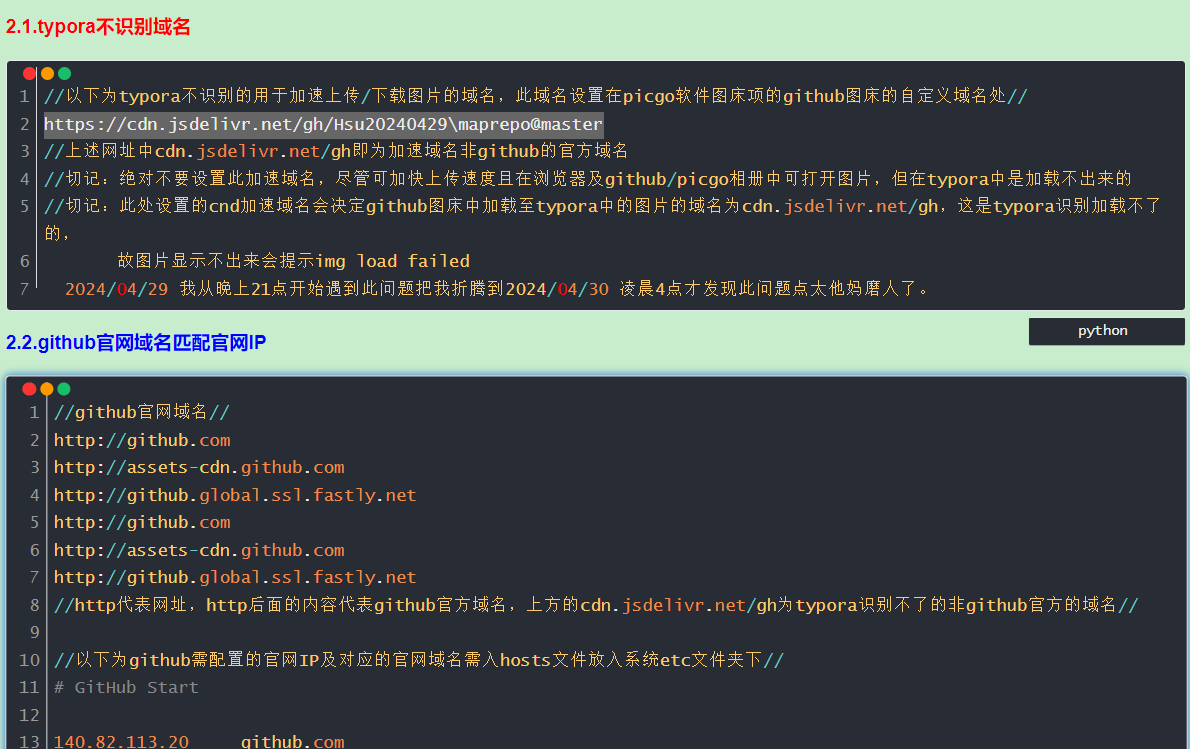 2.1.typora不识别域名
1 //以下为typora不识别的用于加速上传/下载图片的域名，此域名设置在picgo软件图床项的github图床的自定义域名处//
2 https://cdn.jsdelivr.net/gh/Hsu20240429\maprepo@master
3 //上述网址中cdn.jsdelivr.net/gh即为加速域名非github的官方域名
4 //切记：绝对不要设置此加速域名，尽管可加快上传速度且在浏览器及github/picgo相册中可打开图片，但在typora中是加载不出来的
5 //切记：此处设置的cnd加速域名会决定github图床中加载至typora中的图片的域名为cdn.jsdelivr.net/gh，这是typora识别加载不了
的，
6 故图片显示不出来会提示img load failed
7 2024/04/29 我从晚上21点开始遇到此问题把我折腾到2024/04/30 凌晨4点才发现此问题点太他妈磨人了。
python
2.2.github官网域名匹配官网IP
1 //github官网域名//
2 http://github.com
3 http://assets-cdn.github.com
4 http://github.global.ssl.fastly.net
5 http://github.com
6 http://assets-cdn.github.com
7 http://github.global.ssl.fastly.net
8 //http代表网址，http后面的内容代表github官方域名，上方的cdn.jsdelivr.net/gh为typora识别不了的非github官方的域名//
9
10 //以下为github需配置的官网IP及对应的官网域名需入hosts文件放入系统etc文件夹下//
11 # GitHub Start
12
13 140.82.113.20 github.com